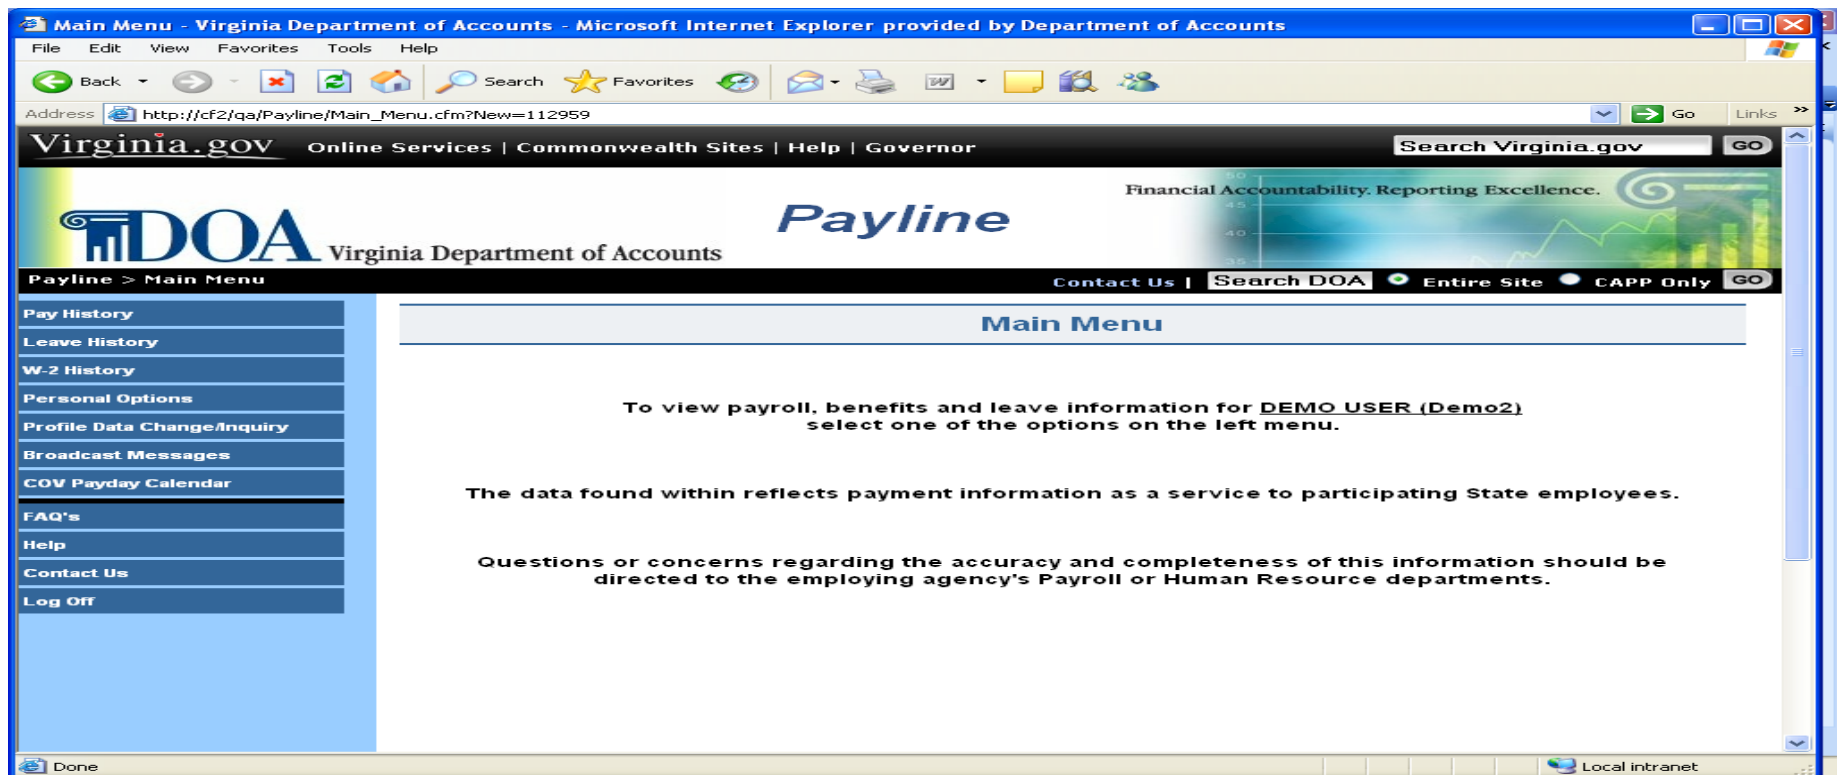 Main Menu - Virginia Department of Accounts - Microsoft Internet Explorer provided by Department of Accounts
File Edit View Favorites Tools Help
Back Search Favorites
Address http://cf2/qa/Payline/Main_Menu.cfm?New=112959 Go Links »
Virginia.gov Online Services | Commonwealth Sites | Help | Governor Search Virginia.gov GO
Financial Accountability. Reporting Excellence.
50
45
40
35
DOA Virginia Department of Accounts
Payline
Payline > Main Menu Contact Us | Search DOA Entire Site CAPP Only GO
Pay History
Leave History
W-2 History
Personal Options
Profile Data Change/Inquiry
Broadcast Messages
COV Payday Calendar
FAQ's
Help
Contact Us
Log Off
Main Menu
To view payroll, benefits and leave information for DEMO USER (Demo2)
select one of the options on the left menu.
The data found within reflects payment information as a service to participating State employees.
Questions or concerns regarding the accuracy and completeness of this information should be
directed to the employing agency's Payroll or Human Resource departments.
Done Local intranet